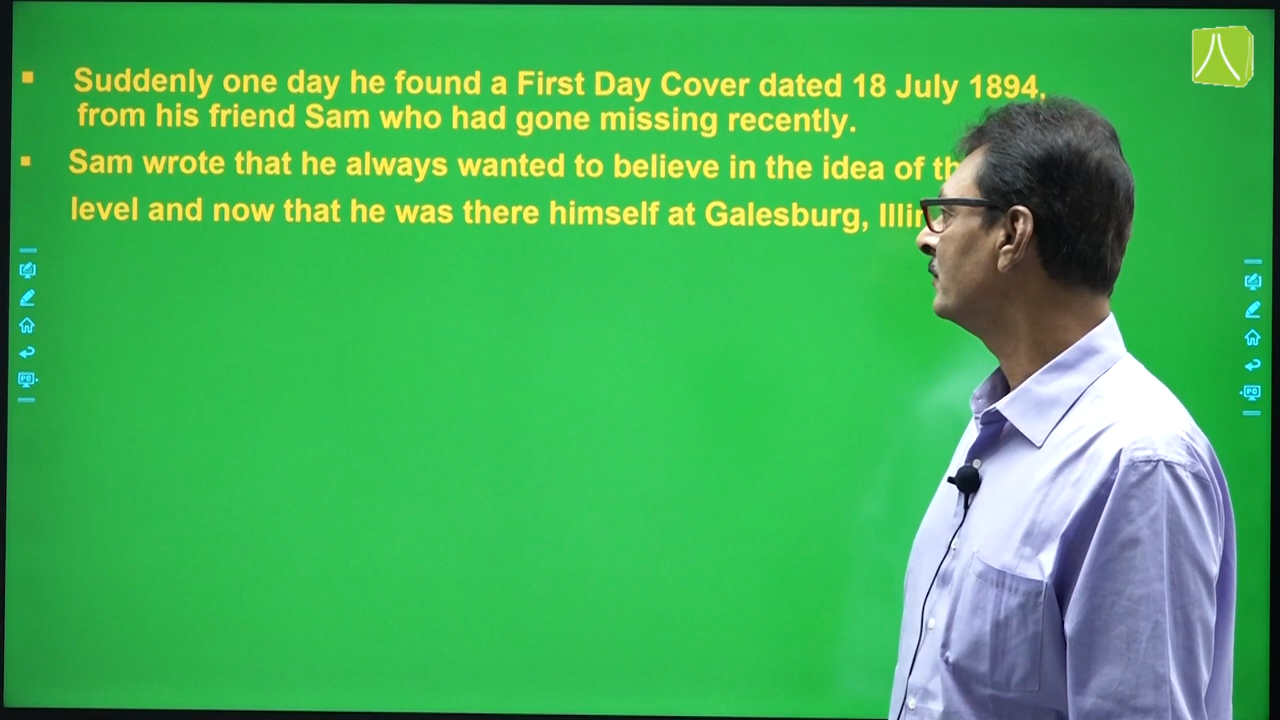 ▪ Suddenly one day he found a First Day Cover dated 18 July 1894,
from his friend Sam who had gone missing recently.
▪ Sam wrote that he always wanted to believe in the idea of
level and now that he was there himself at Galesburg,
PC
PC